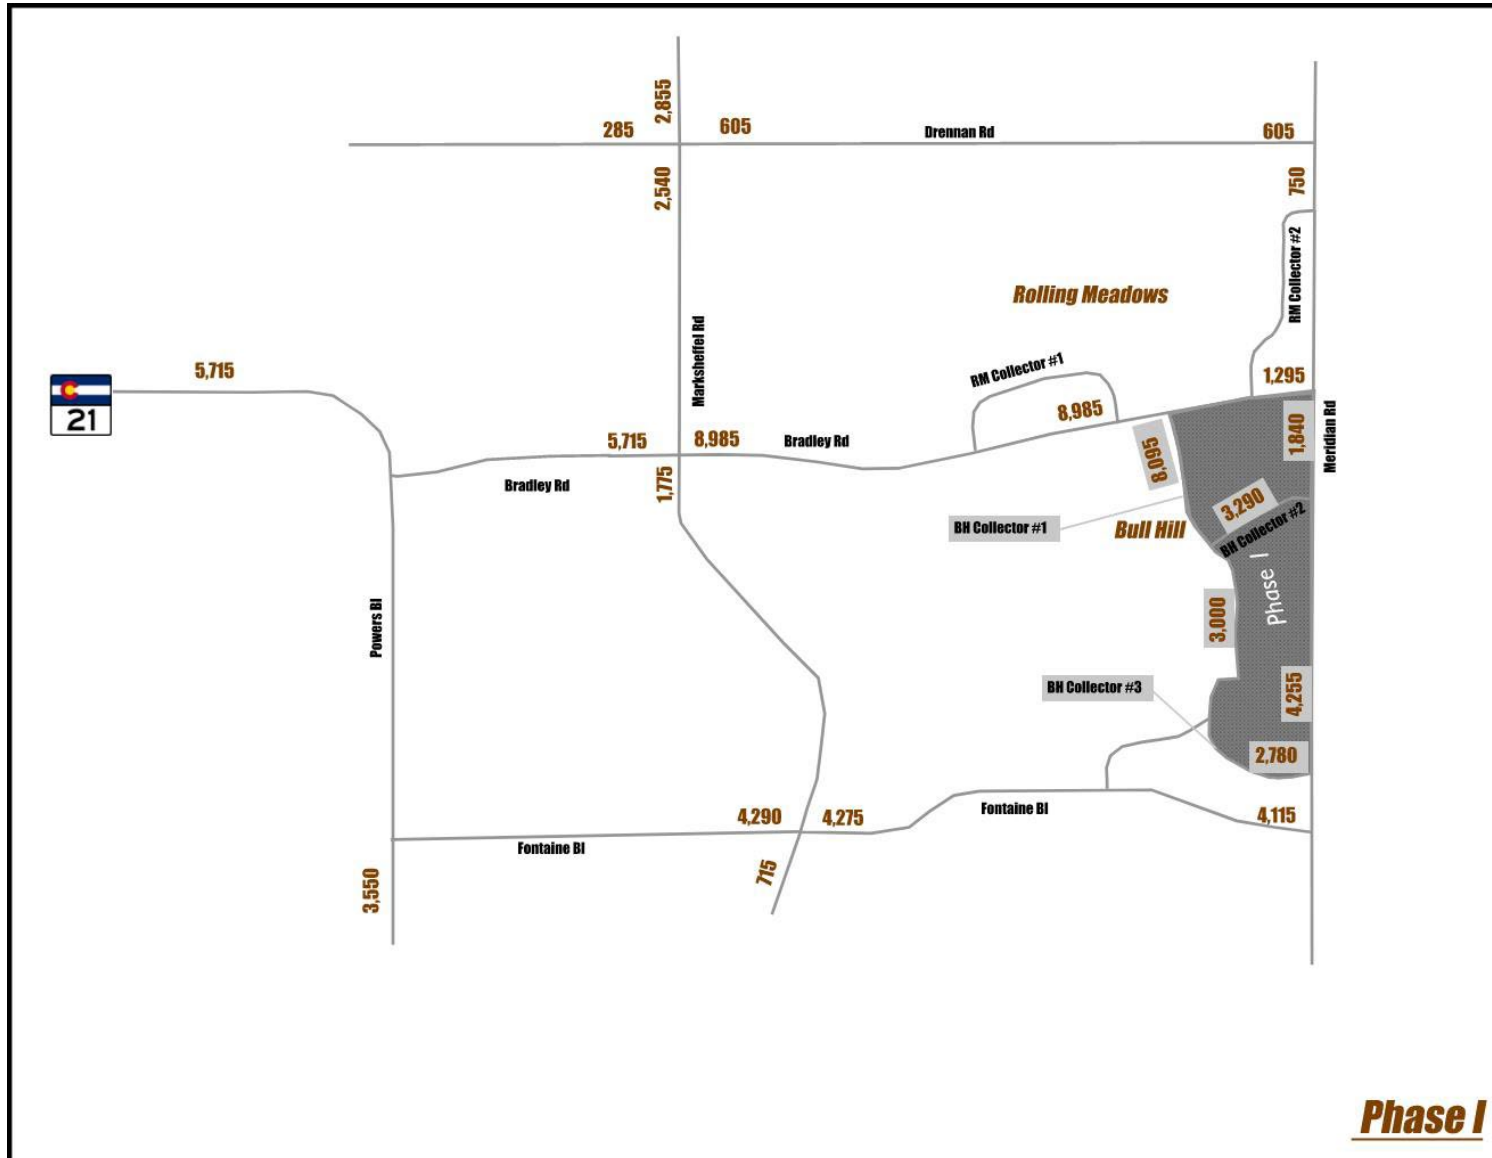 2,855
285
605
Drennan Rd
605
2,540
750
RM Collector #2
Rolling Meadows
Marksheffel Rd
5,715
21
RM Collector #1
1,295
8,985
1,840
Meridian Rd
5,715
8,985
Bradley Rd
8,095
1,775
Bradley Rd
3,290
BH Collector #1
Bull Hill
BH Collector #2
Phase I
Powers Bl
3,000
BH Collector #3
4,255
2,780
4,290
4,275
Fontaine Bl
4,115
Fontaine Bl
715
3,550
Phase I